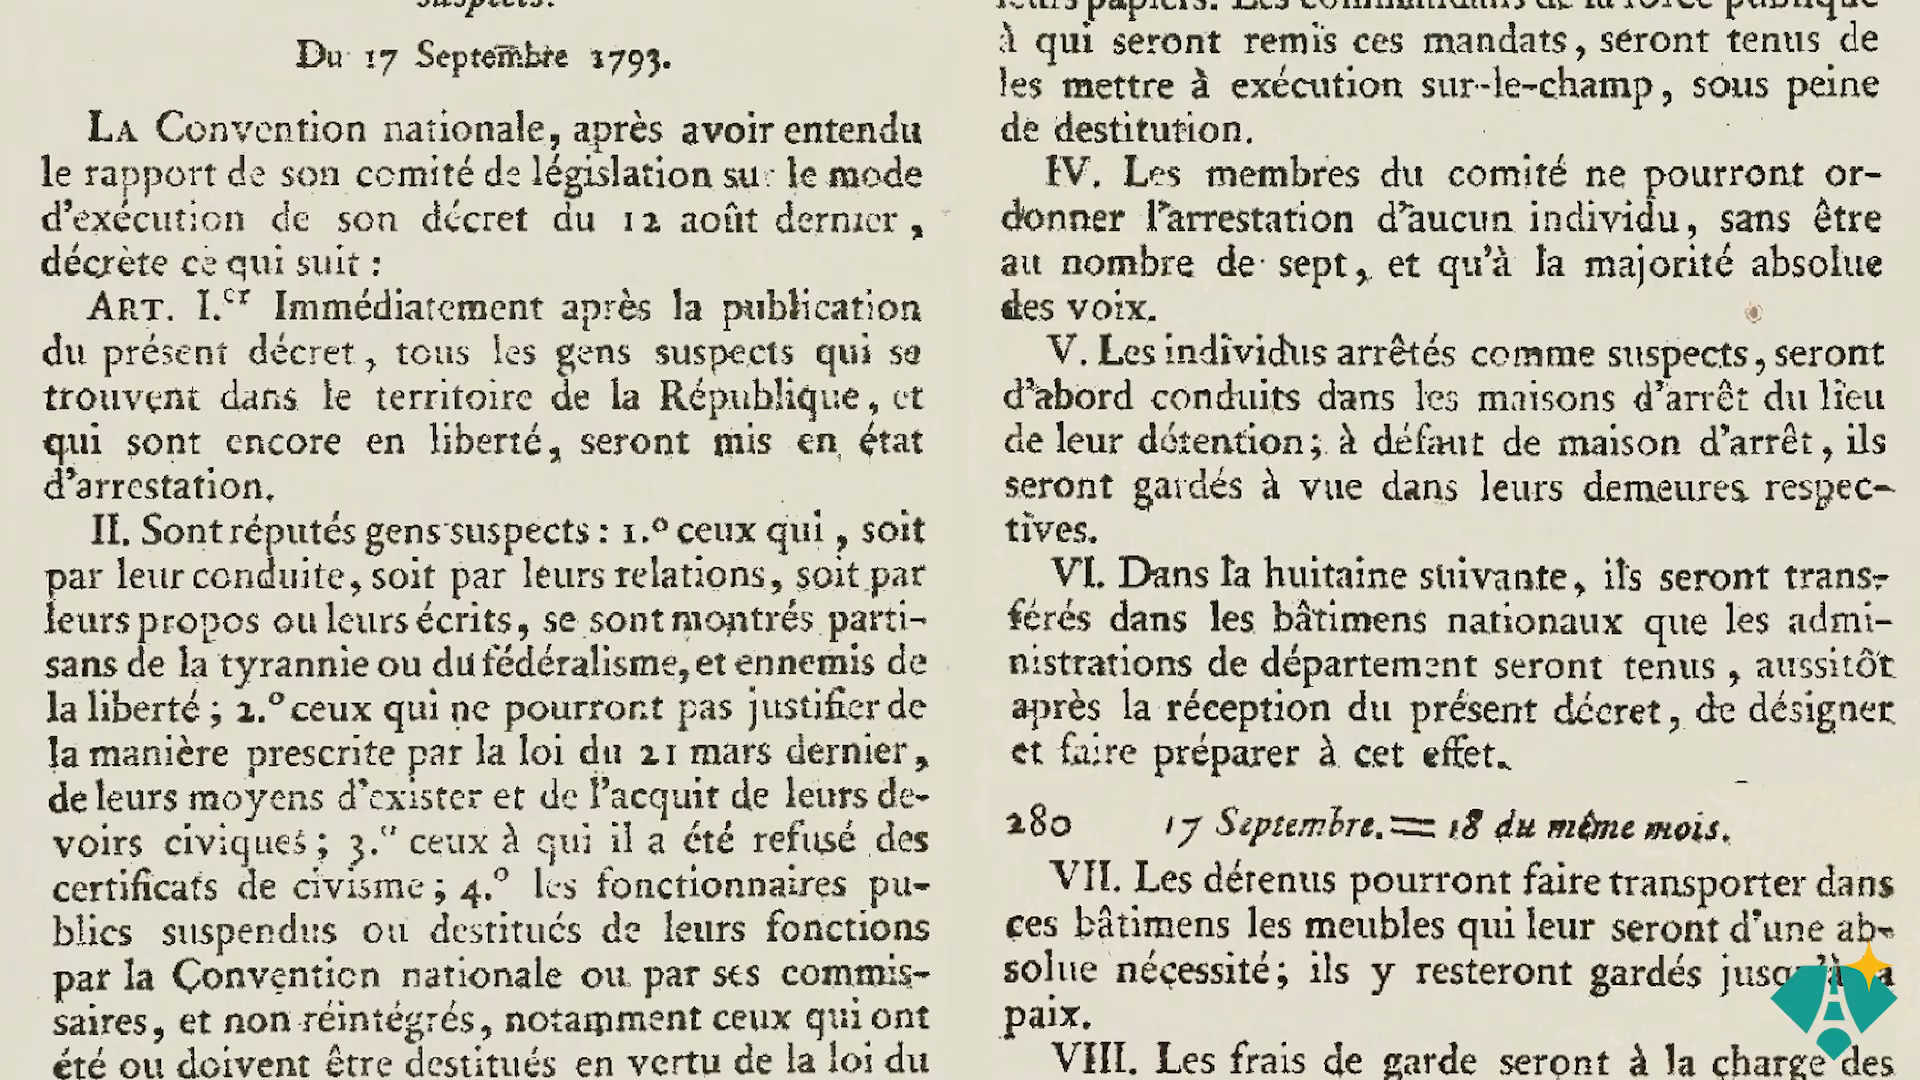 suspects.
Du 17 Septembre 1793.
LA Convention nationale, après avoir entendu
le rapport de son comité de législation sur le mode
d'exécution de son décret du 12 août dernier,
décrète ce qui suit :
ART. I.er Immédiatement après la publication
du présent décret, tous les gens suspects qui se
trouvent dans le territoire de la République, et
qui sont encore en liberté, seront mis en état
d'arrestation.
II. Sont réputés gens suspects : 1.º ceux qui, soit
par leur conduite, soit par leurs relations, soit par
leurs propos ou leurs écrits, se sont montrés parti-
sans de la tyrannie ou du fédéralisme, et ennemis de
la liberté ; 2.º ceux qui ne pourront pas justifier de
la manière prescrite par la loi du 21 mars dernier,
de leurs moyens d'exister et de l'acquit de leurs de-
voirs civiques ; 3.º ceux à qui il a été refusé des
certificats de civisme ; 4.º les fonctionnaires pu-
blics suspendus ou destitués de leurs fonctions
par la Convention nationale ou par ses commis-
saires, et non réintégrés, notamment ceux qui ont
été ou doivent être destitués en vertu de la loi du
leurs papiers. Les commandans de la force publique
à qui seront remis ces mandats, seront tenus de
les mettre à exécution sur-le-champ, sous peine
de destitution.
IV. Les membres du comité ne pourront or-
donner l'arrestation d'aucun individu, sans être
au nombre de sept, et qu'à la majorité absolue
des voix.
V. Les individus arrêtés comme suspects, seront
d'abord conduits dans les maisons d'arrêt du lieu
de leur détention ; à défaut de maison d'arrêt, ils
seront gardés à vue dans leurs demeures respec-
tives.
VI. Dans la huitaine suivante, ils seront trans-
férés dans les bâtimens nationaux que les admi-
nistrations de département seront tenus, aussitôt
après la réception du présent décret, de désigner
et faire préparer à cet effet.
280 17 Septembre. = 18 du même mois.
VII. Les détenus pourront faire transporter dans
ces bâtimens les meubles qui leur seront d'une ab-
solue nécessité ; ils y resteront gardés jusqu'à la
paix.
VIII. Les frais de garde seront à la charge des